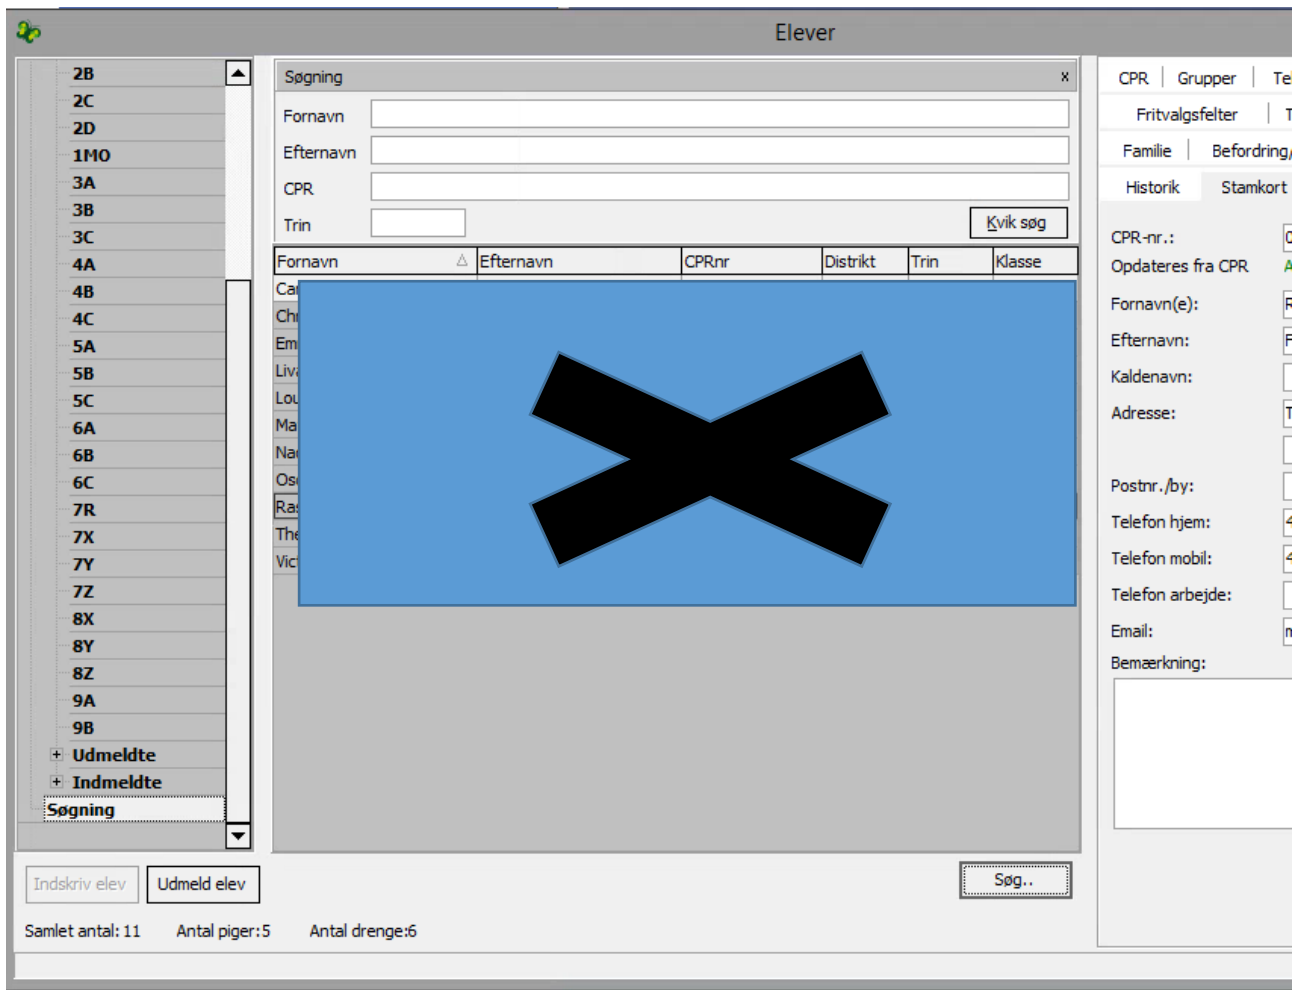 Elever
2B
2C
2D
1MO
3A
3B
3C
4A
4B
4C
5A
5B
5C
6A
6B
6C
7R
7X
7Y
7Z
8X
8Y
8Z
9A
9B
Udmeldte
Indmeldte
Søgning
Indskriv elev Udmeld elev
Samlet antal: 11 Antal piger:5 Antal drenge:6
Søgning x
Fornavn
Efternavn
CPR
Trin
Kvik søg
Fornavn Efternavn CPRnr Distrikt Trin Klasse
Søg..
CPR Grupper
Fritvalgsfelter
Familie Befordring/
Historik Stamkort
CPR-nr.:
Opdateres fra CPR
Fornavn(e):
Efternavn:
Kaldenavn:
Adresse:
Postnr./by:
Telefon hjem: 4
Telefon mobil: 4
Telefon arbejde:
Email:
Bemærkning: